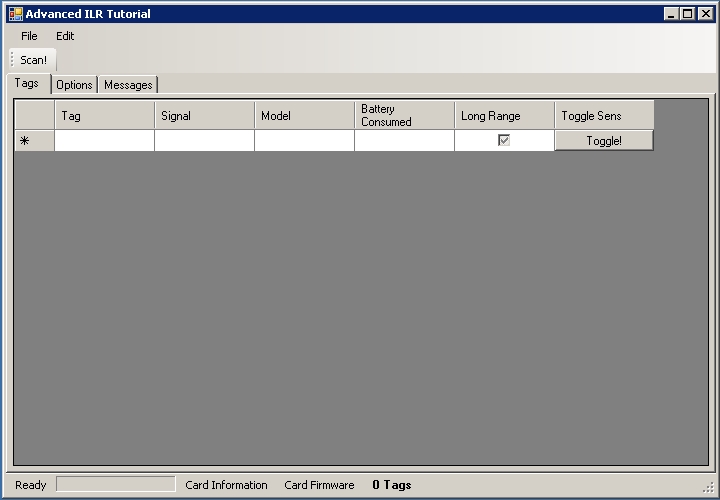 Advanced ILR Tutorial
File Edit
Scan!
Tags Options Messages
Tag Signal Model Battery Consumed Long Range Toggle Sens
Toggle!
Ready Card Information Card Firmware 0 Tags